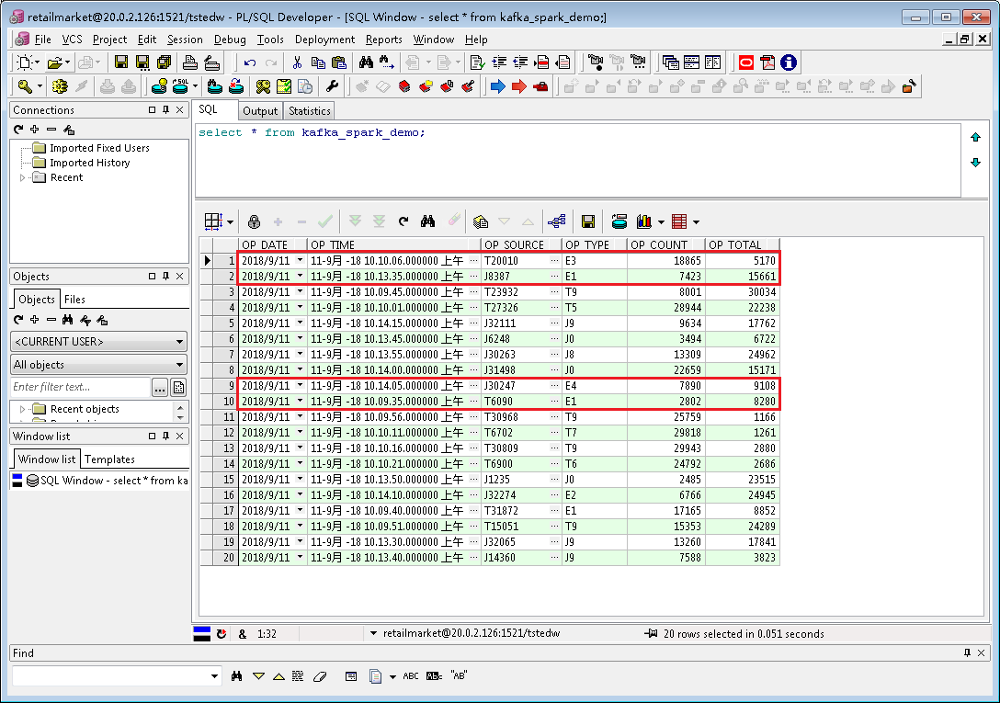 retailmarket@20.0.2.126:1521/tstedw - PL/SQL Developer - [SQL Window - select * from kafka_spark_demo;]
File VCS Project Edit Session Debug Tools Deployment Reports Window Help
SQL
Connections
Imported Fixed Users
Imported History
Recent
SQL Output Statistics
select * from kafka_spark_demo;
OP_DATE OP_TIME OP_SOURCE OP_TYPE OP_COUNT OP_TOTAL
1 2018/9/11 11-9月 -18 10.10.06.000000 上午 ··· T20010 ··· E3 18865 5170
2 2018/9/11 11-9月 -18 10.13.35.000000 上午 ··· J8387 ··· E1 7423 15661
3 2018/9/11 11-9月 -18 10.09.45.000000 上午 ··· T23932 ··· T9 8001 30034
4 2018/9/11 11-9月 -18 10.10.01.000000 上午 ··· T27326 ··· T5 28944 22238
5 2018/9/11 11-9月 -18 10.14.15.000000 上午 ··· J32111 ··· J9 9634 17762
6 2018/9/11 11-9月 -18 10.13.45.000000 上午 ··· J6248 ··· J0 3494 6722
7 2018/9/11 11-9月 -18 10.13.55.000000 上午 ··· J30263 ··· J8 13309 24962
8 2018/9/11 11-9月 -18 10.14.00.000000 上午 ··· J31498 ··· J0 22659 15171
9 2018/9/11 11-9月 -18 10.14.05.000000 上午 ··· J30247 ··· E4 7890 9108
10 2018/9/11 11-9月 -18 10.09.35.000000 上午 ··· T6090 ··· E1 2802 8280
11 2018/9/11 11-9月 -18 10.09.56.000000 上午 ··· T30968 ··· T9 25759 1166
12 2018/9/11 11-9月 -18 10.10.11.000000 上午 ··· T6702 ··· T7 29818 1261
13 2018/9/11 11-9月 -18 10.10.16.000000 上午 ··· T30809 ··· T9 29943 2880
14 2018/9/11 11-9月 -18 10.10.21.000000 上午 ··· T6900 ··· T6 24792 2686
15 2018/9/11 11-9月 -18 10.13.50.000000 上午 ··· J1235 ··· J0 2485 23515
16 2018/9/11 11-9月 -18 10.14.10.000000 上午 ··· J32274 ··· E2 6766 24945
17 2018/9/11 11-9月 -18 10.09.40.000000 上午 ··· T31872 ··· E1 17165 8852
18 2018/9/11 11-9月 -18 10.09.51.000000 上午 ··· T15051 ··· T9 15353 24289
19 2018/9/11 11-9月 -18 10.13.30.000000 上午 ··· J32065 ··· J9 13260 17841
20 2018/9/11 11-9月 -18 10.13.40.000000 上午 ··· J14360 ··· J9 7588 3823
Objects
Objects Files
<CURRENT USER>
All objects
Enter filter text... ...
Recent objects
Window list
Window list Templates
SQL Window - select * from ka
& 1:32 retailmarket@20.0.2.126:1521/tstedw 20 rows selected in 0.051 seconds
Find
ABC AB "AB"